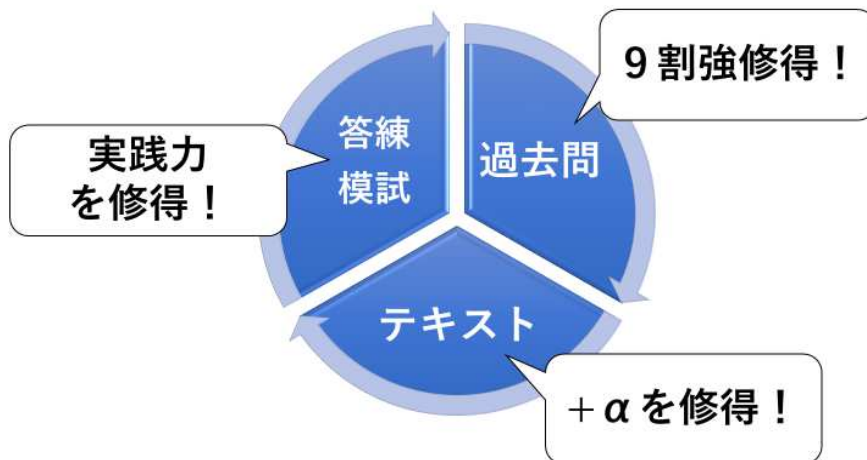 ９割強修得！
答練
模試
過去問
実践力
を修得！
テキスト
＋αを修得！